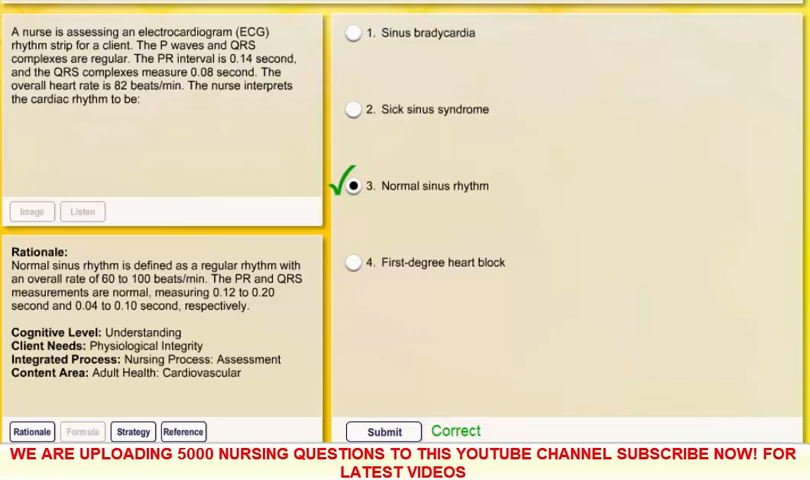 A nurse is assessing an electrocardiogram (ECG)
rhythm strip for a client. The P waves and QRS
complexes are regular. The PR interval is 0.14 second,
and the QRS complexes measure 0.08 second. The
overall heart rate is 82 beats/min. The nurse interprets
the cardiac rhythm to be:
Image
Listen
Rationale:
Normal sinus rhythm is defined as a regular rhythm with
an overall rate of 60 to 100 beats/min. The PR and QRS
measurements are normal, measuring 0.12 to 0.20
second and 0.04 to 0.10 second, respectively.
Cognitive Level: Understanding
Client Needs: Physiological Integrity
Integrated Process: Nursing Process: Assessment
Content Area: Adult Health: Cardiovascular
Rationale
Formula
Strategy
Reference
1. Sinus bradycardia
2. Sick sinus syndrome
3. Normal sinus rhythm
4. First-degree heart block
Submit
Correct
WE ARE UPLOADING 5000 NURSING QUESTIONS TO THIS YOUTUBE CHANNEL SUBSCRIBE NOW! FOR
LATEST VIDEOS